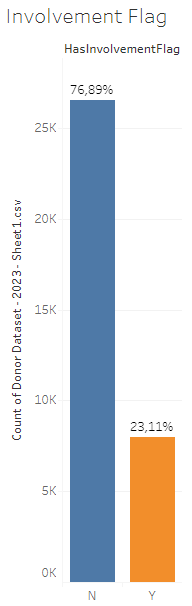 Involvement Flag
HasInvolvementFlag
76,89%
25K
20K
15K
10K
23,11%
5K
0K
N Y
Count of Donor Dataset - 2023 - Sheet1.csv